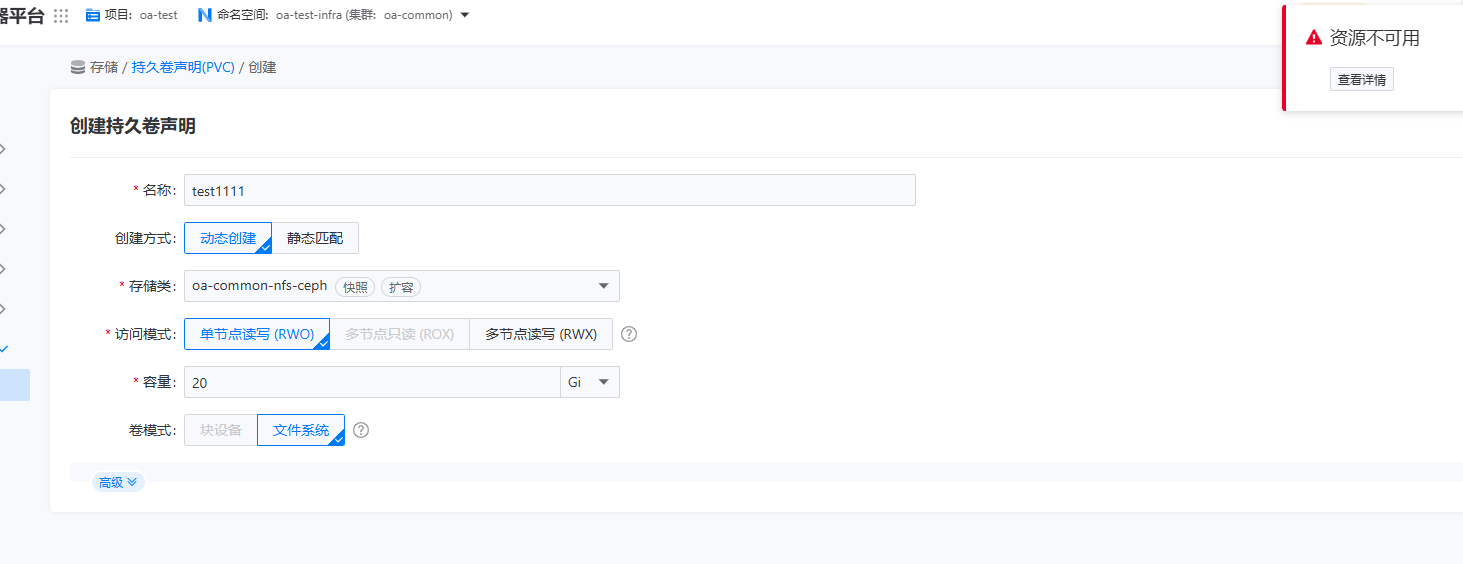 器平台 项目: oa-test 命名空间: oa-test-infra (集群: oa-common)
资源不可用
查看详情
存储 / 持久卷声明(PVC) / 创建
创建持久卷声明
* 名称: test1111
创建方式: 动态创建 静态匹配
* 存储类: oa-common-nfs-ceph 快照 扩容
* 访问模式: 单节点读写 (RWO) 多节点只读 (ROX) 多节点读写 (RWX)
* 容量: 20 Gi
卷模式: 块设备 文件系统
高级